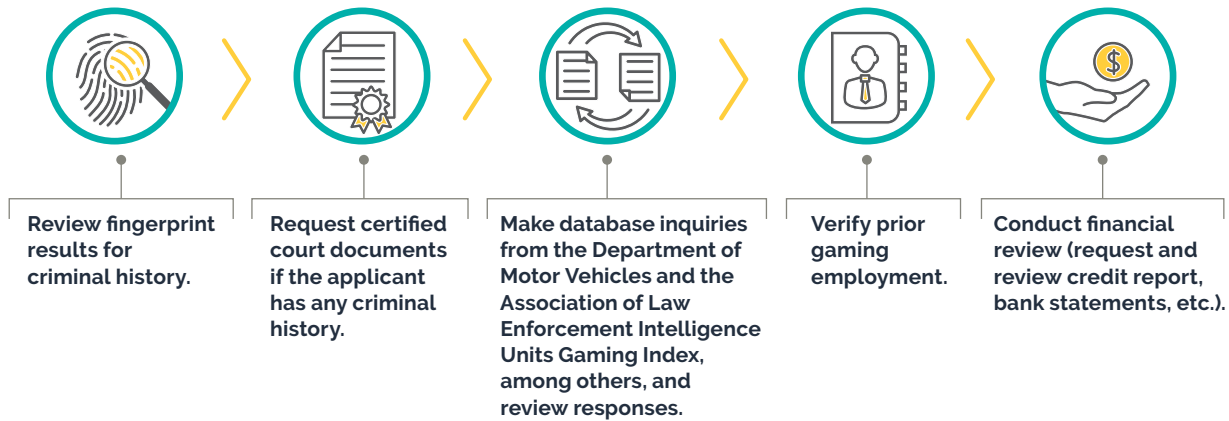 Review fingerprint
results for
criminal history.
Request certified
court documents
if the applicant
has any criminal
history.
Make database inquiries
from the Department of
Motor Vehicles and the
Association of Law
Enforcement Intelligence
Units Gaming Index,
among others, and
review responses.
Verify prior
gaming
employment.
$
Conduct financial
review (request and
review credit report,
bank statements, etc.).